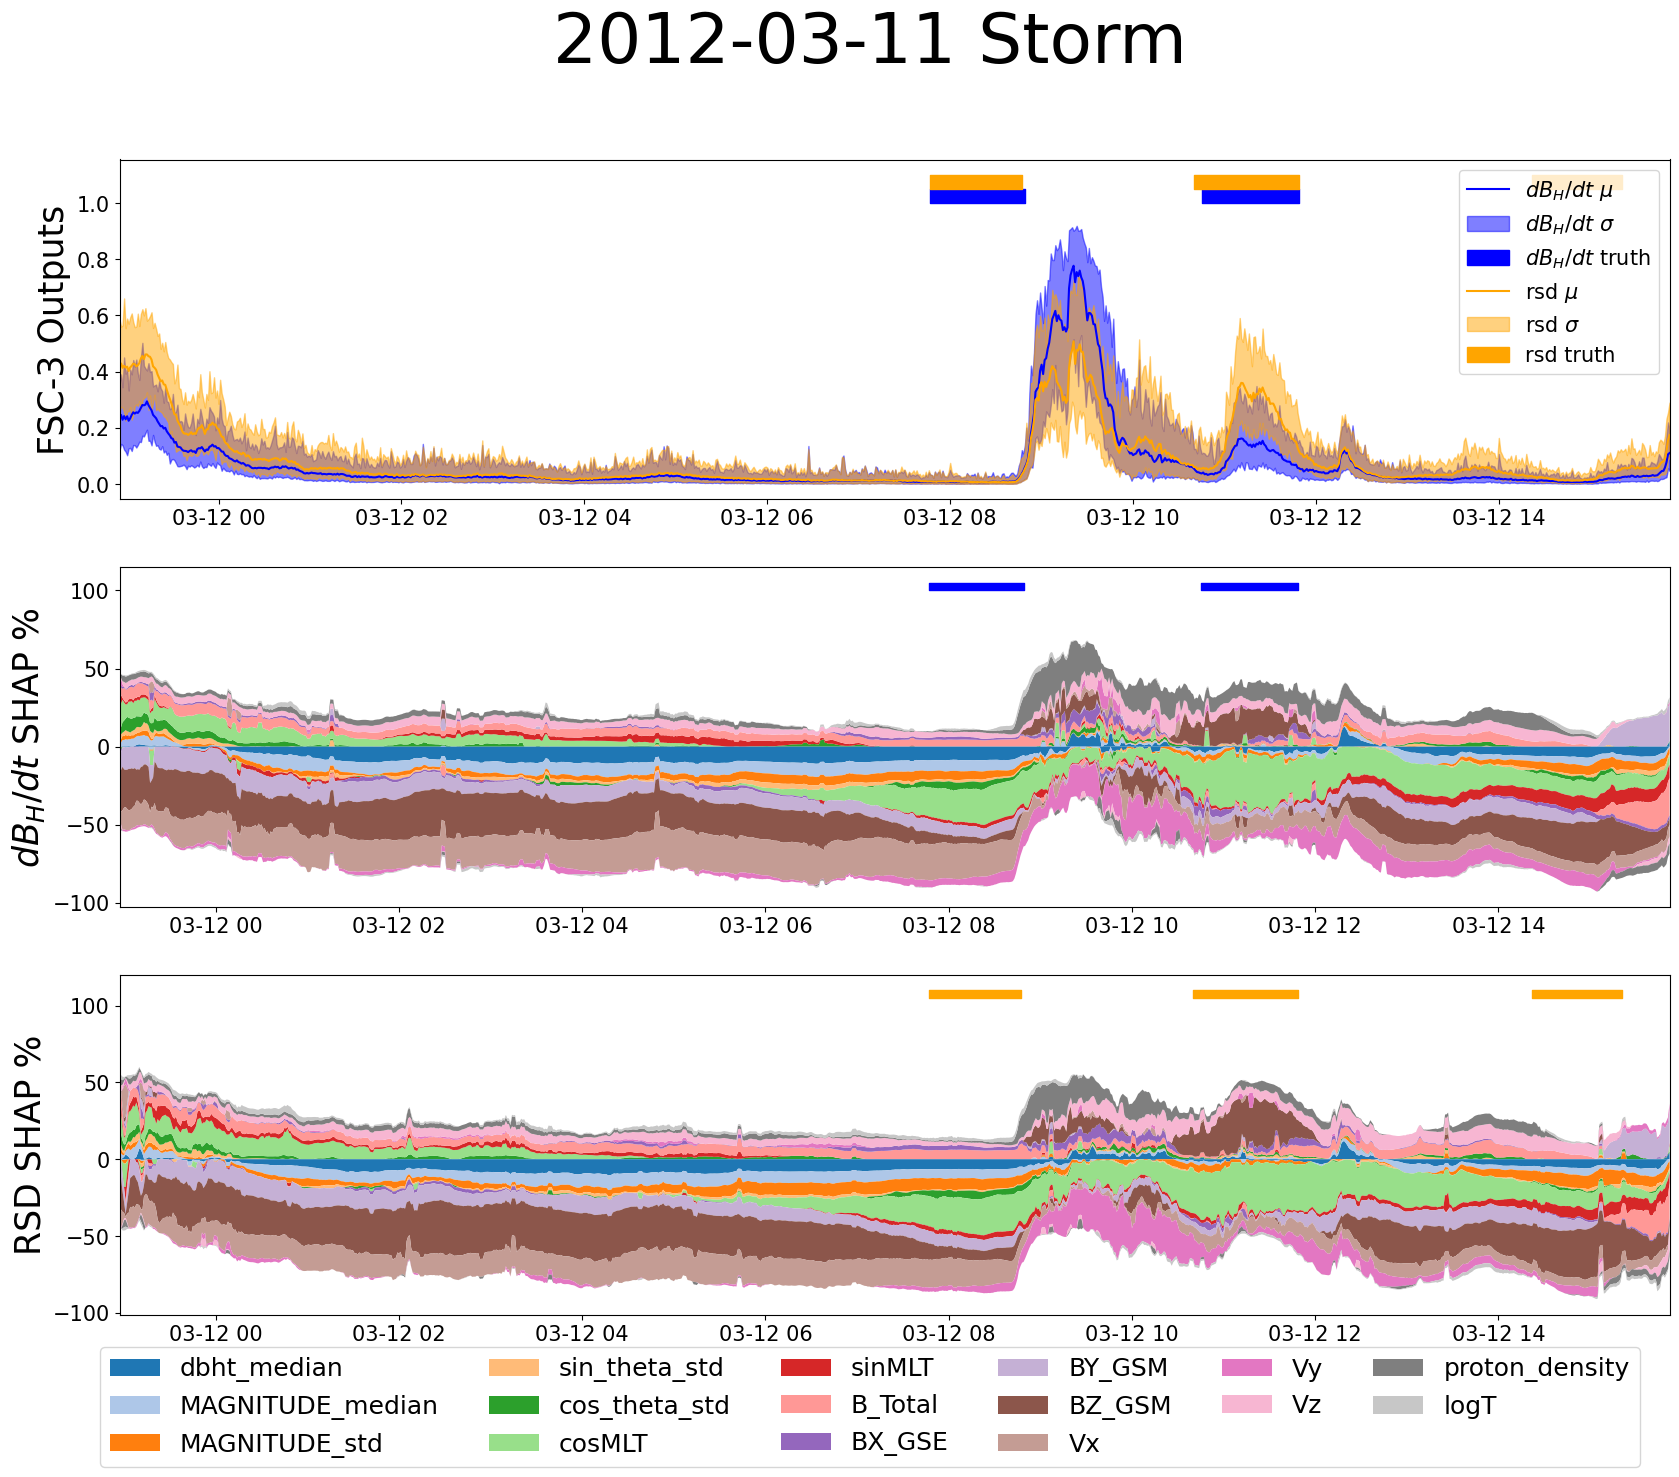 2012-03-11 Storm
FSC-3 Outputs
1.0
0.8
0.6
0.4
0.2
0.0
dB_H/dt μ
dB_H/dt σ
dB_H/dt truth
rsd μ
rsd σ
rsd truth
03-12 00 03-12 02 03-12 04 03-12 06 03-12 08 03-12 10 03-12 12 03-12 14
dB_H/dt SHAP %
100
50
0
−50
−100
03-12 00 03-12 02 03-12 04 03-12 06 03-12 08 03-12 10 03-12 12 03-12 14
RSD SHAP %
100
50
0
−50
−100
03-12 00 03-12 02 03-12 04 03-12 06 03-12 08 03-12 10 03-12 12 03-12 14
dbht_median sin_theta_std sinMLT BY_GSM Vy proton_density
MAGNITUDE_median cos_theta_std B_Total BZ_GSM Vz logT
MAGNITUDE_std cosMLT BX_GSE Vx